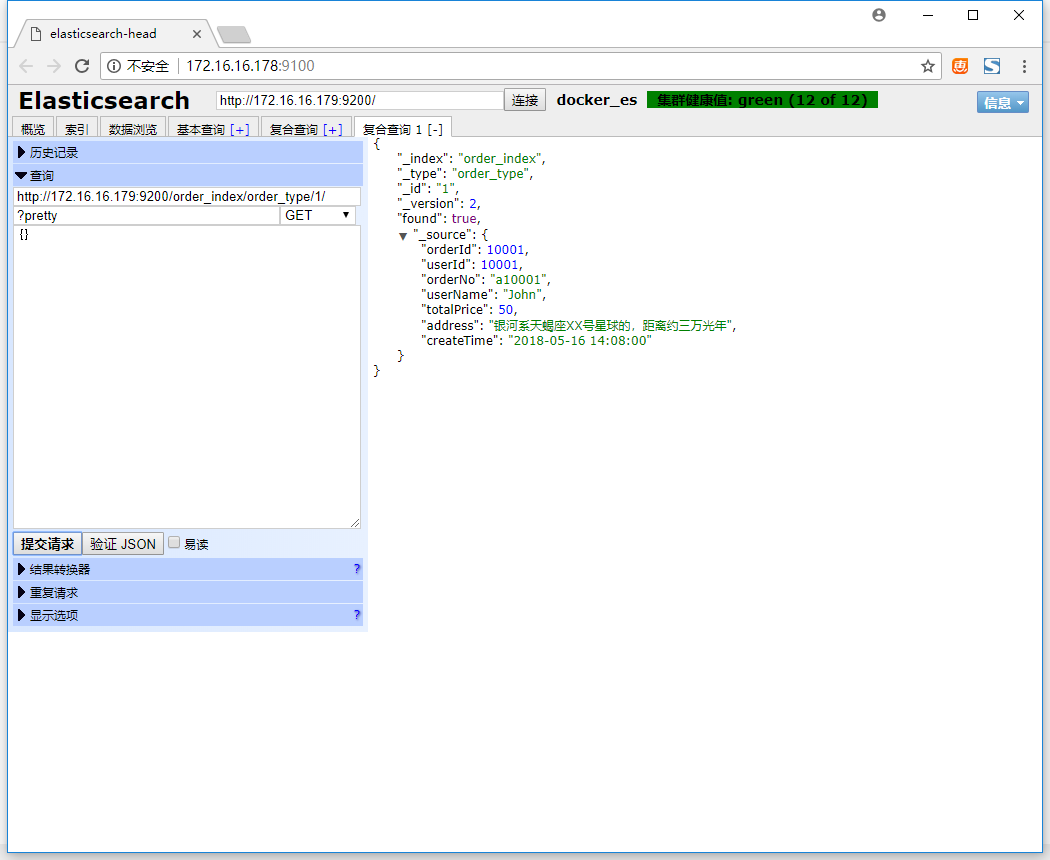 elasticsearch-head
不安全 172.16.16.178:9100
Elasticsearch http://172.16.16.179:9200/ 连接 docker_es 集群健康值: green (12 of 12) 信息
概览 索引 数据浏览 基本查询 [+] 复合查询 [+] 复合查询 1 [-]
历史记录
查询
http://172.16.16.179:9200/order_index/order_type/1/
?pretty GET
{}
提交请求 验证 JSON 易读
结果转换器 ?
重复请求
显示选项 ?
{
"_index": "order_index",
"_type": "order_type",
"_id": "1",
"_version": 2,
"found": true,
"_source": {
"orderId": 10001,
"userId": 10001,
"orderNo": "a10001",
"userName": "John",
"totalPrice": 50,
"address": "银河系天蝎座XX号星球的，距离约三万光年",
"createTime": "2018-05-16 14:08:00"
}
}